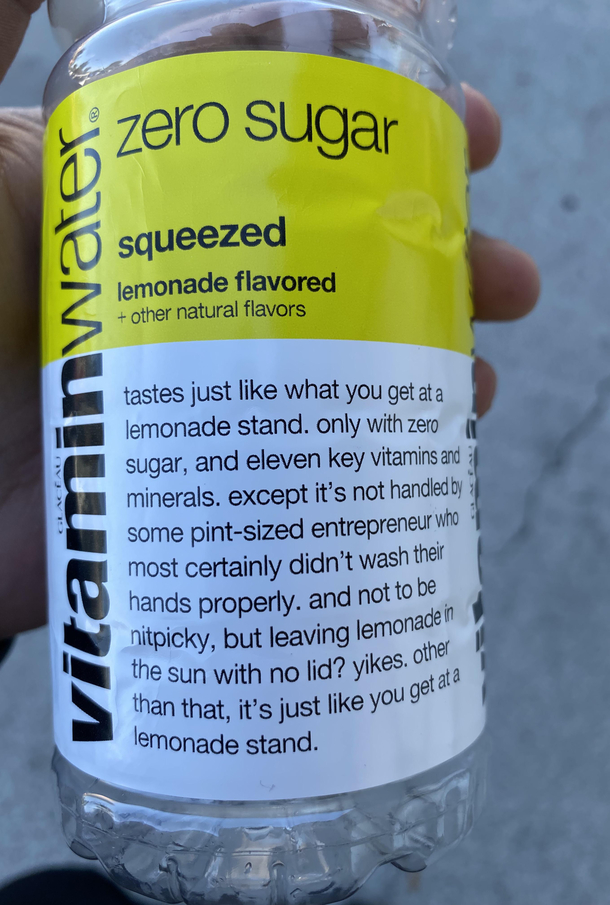 vitaminwater®
GLACÉAU
zero sugar
squeezed
lemonade flavored
+ other natural flavors
tastes just like what you get at a
lemonade stand. only with zero
sugar, and eleven key vitamins and
minerals. except it's not handled by
some pint-sized entrepreneur who
most certainly didn't wash their
hands properly. and not to be
nitpicky, but leaving lemonade in
the sun with no lid? yikes. other
than that, it's just like you get at a
lemonade stand.